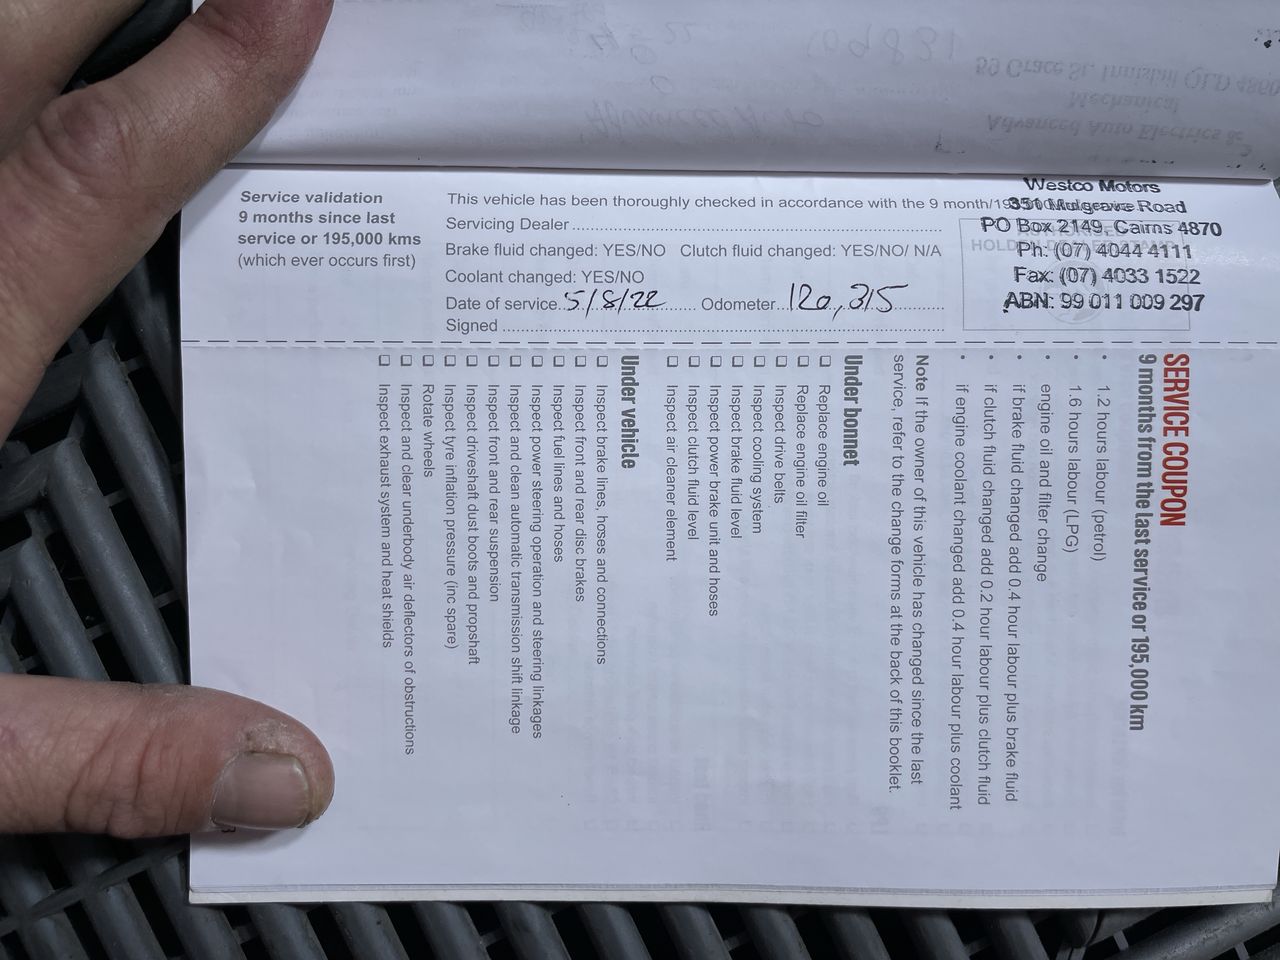 Service validation
9 months since last
service or 195,000 kms
(which ever occurs first)
This vehicle has been thoroughly checked in accordance with the 9 month/195,000
Servicing Dealer
Brake fluid changed: YES/NO Clutch fluid changed: YES/NO/ N/A
Coolant changed: YES/NO
Date of service 5/8/22 Odometer 120,315
Signed
Westco Motors
351 Mulgrave Road
PO Box 2149, Cairns 4870
Ph: (07) 4044 4111
Fax: (07) 4033 1522
ABN: 99 011 009 297
SERVICE COUPON
9 months from the last service or 195,000 km
• 1.2 hours labour (petrol)
• 1.6 hours labour (LPG)
• engine oil and filter change
• if brake fluid changed add 0.4 hour labour plus brake fluid
• if clutch fluid changed add 0.2 hour labour plus clutch fluid
• if engine coolant changed add 0.4 hour labour plus coolant
Note If the owner of this vehicle has changed since the last
service, refer to the change forms at the back of this booklet.
Under bonnet
❑ Replace engine oil
❑ Replace engine oil filter
❑ Inspect drive belts
❑ Inspect cooling system
❑ Inspect brake fluid level
❑ Inspect power brake unit and hoses
❑ Inspect clutch fluid level
❑ Inspect air cleaner element
Under vehicle
❑ Inspect brake lines, hoses and connections
❑ Inspect front and rear disc brakes
❑ Inspect fuel lines and hoses
❑ Inspect power steering operation and steering linkages
❑ Inspect and clean automatic transmission shift linkage
❑ Inspect front and rear suspension
❑ Inspect driveshaft dust boots and propshaft
❑ Inspect tyre inflation pressure (inc spare)
❑ Rotate wheels
❑ Inspect and clear underbody air deflectors of obstructions
❑ Inspect exhaust system and heat shields